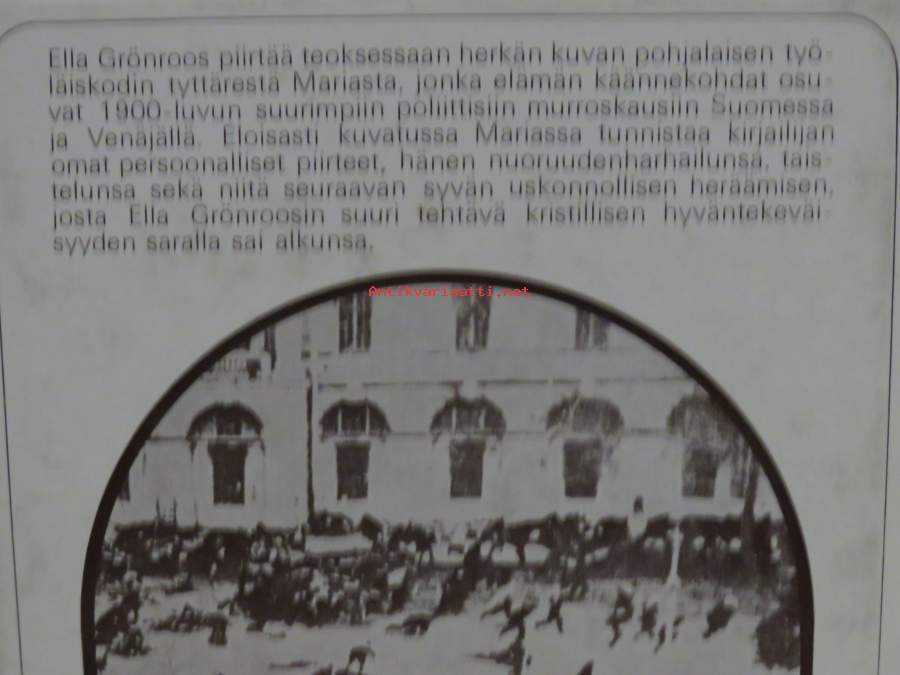 Ella Grönroos piirtää teoksessaan herkän kuvan pohjalaisen työ-
läiskodin tyttärestä Mariasta, jonka elämän käännekohdat osu-
vat 1900-luvun suurimpiin poliittisiin murroskausiin Suomessa
ja Venäjällä. Eloisasti kuvatussa Mariassa tunnistaa kirjailijan
omat persoonalliset piirteet, hänen nuoruudenharhailunsa, tais-
telunsa sekä niitä seuraavan syvän uskonnollisen heräämisen,
josta Ella Grönroosin suuri tehtävä kristillisen hyväntekeväi-
syyden saralla sai alkunsa.
Antikvariaatti.net